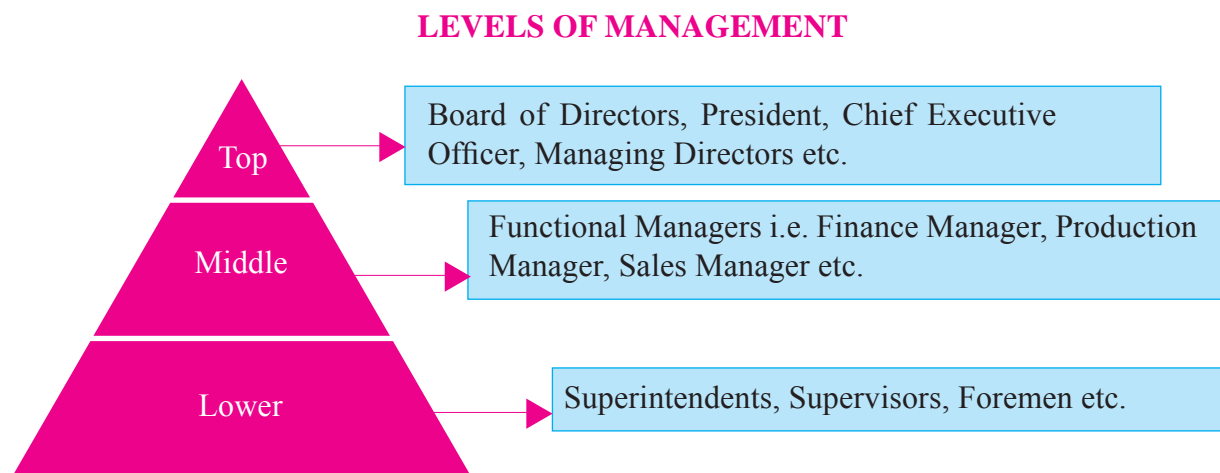 LEVELS OF MANAGEMENT
Top
Board of Directors, President, Chief Executive
Officer, Managing Directors etc.
Middle
Functional Managers i.e. Finance Manager, Production
Manager, Sales Manager etc.
Lower
Superintendents, Supervisors, Foremen etc.